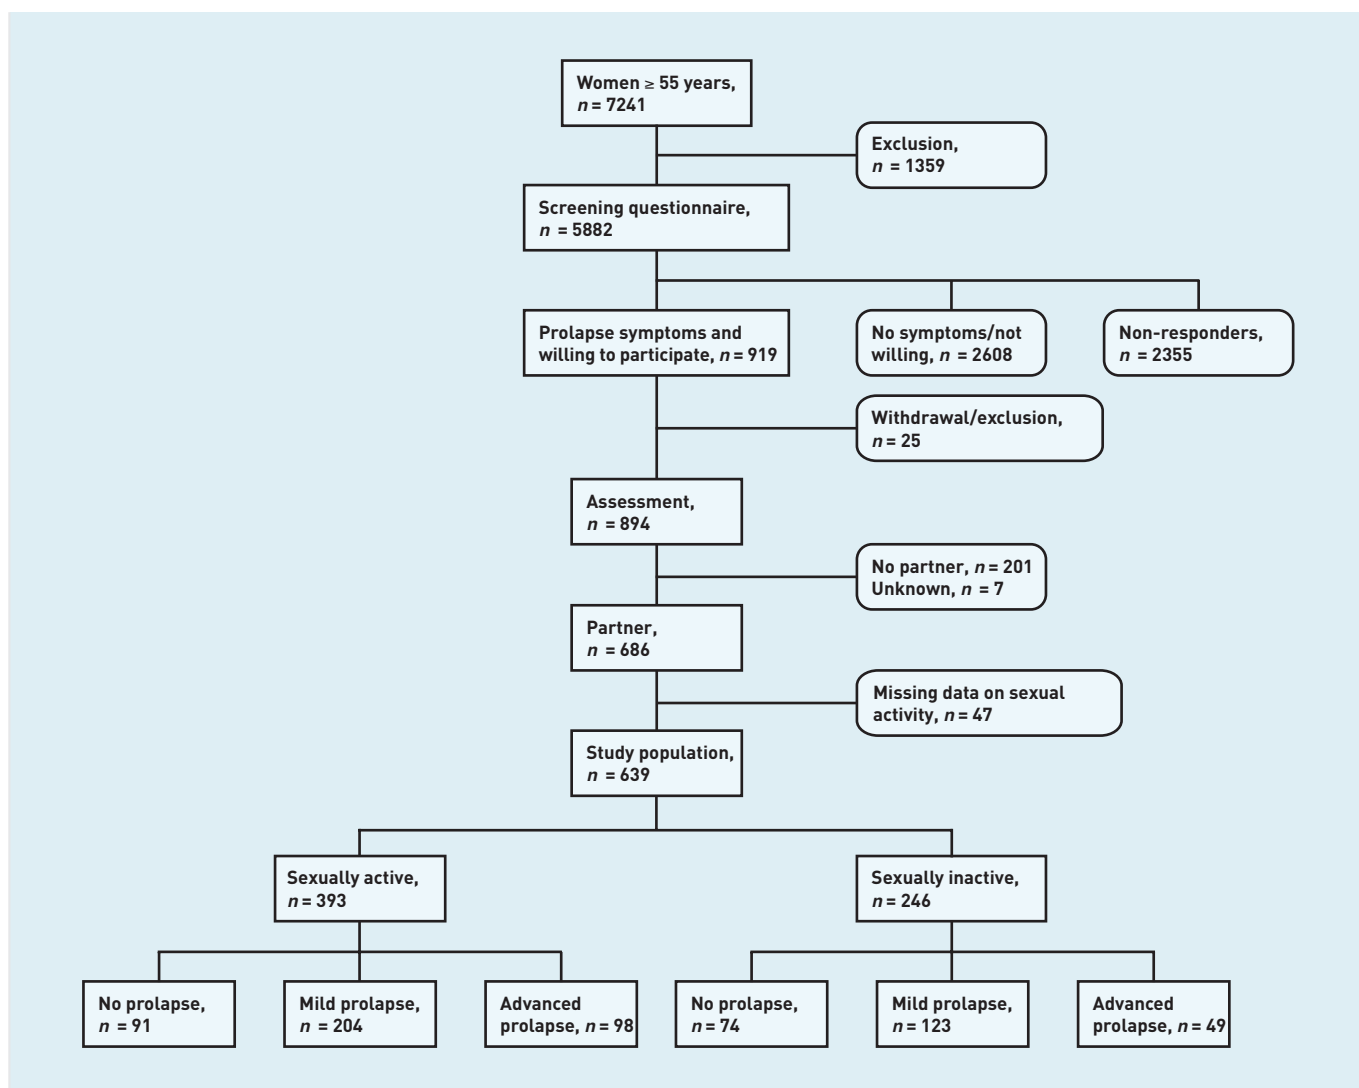 Women ≥ 55 years,
n = 7241
Exclusion,
n = 1359
Screening questionnaire,
n = 5882
Prolapse symptoms and
willing to participate, n = 919
No symptoms/not
willing, n = 2608
Non-responders,
n = 2355
Withdrawal/exclusion,
n = 25
Assessment,
n = 894
No partner, n = 201
Unknown, n = 7
Partner,
n = 686
Missing data on sexual
activity, n = 47
Study population,
n = 639
Sexually active,
n = 393
Sexually inactive,
n = 246
No prolapse,
n = 91
Mild prolapse,
n = 204
Advanced
prolapse, n = 98
No prolapse,
n = 74
Mild prolapse,
n = 123
Advanced
prolapse, n = 49